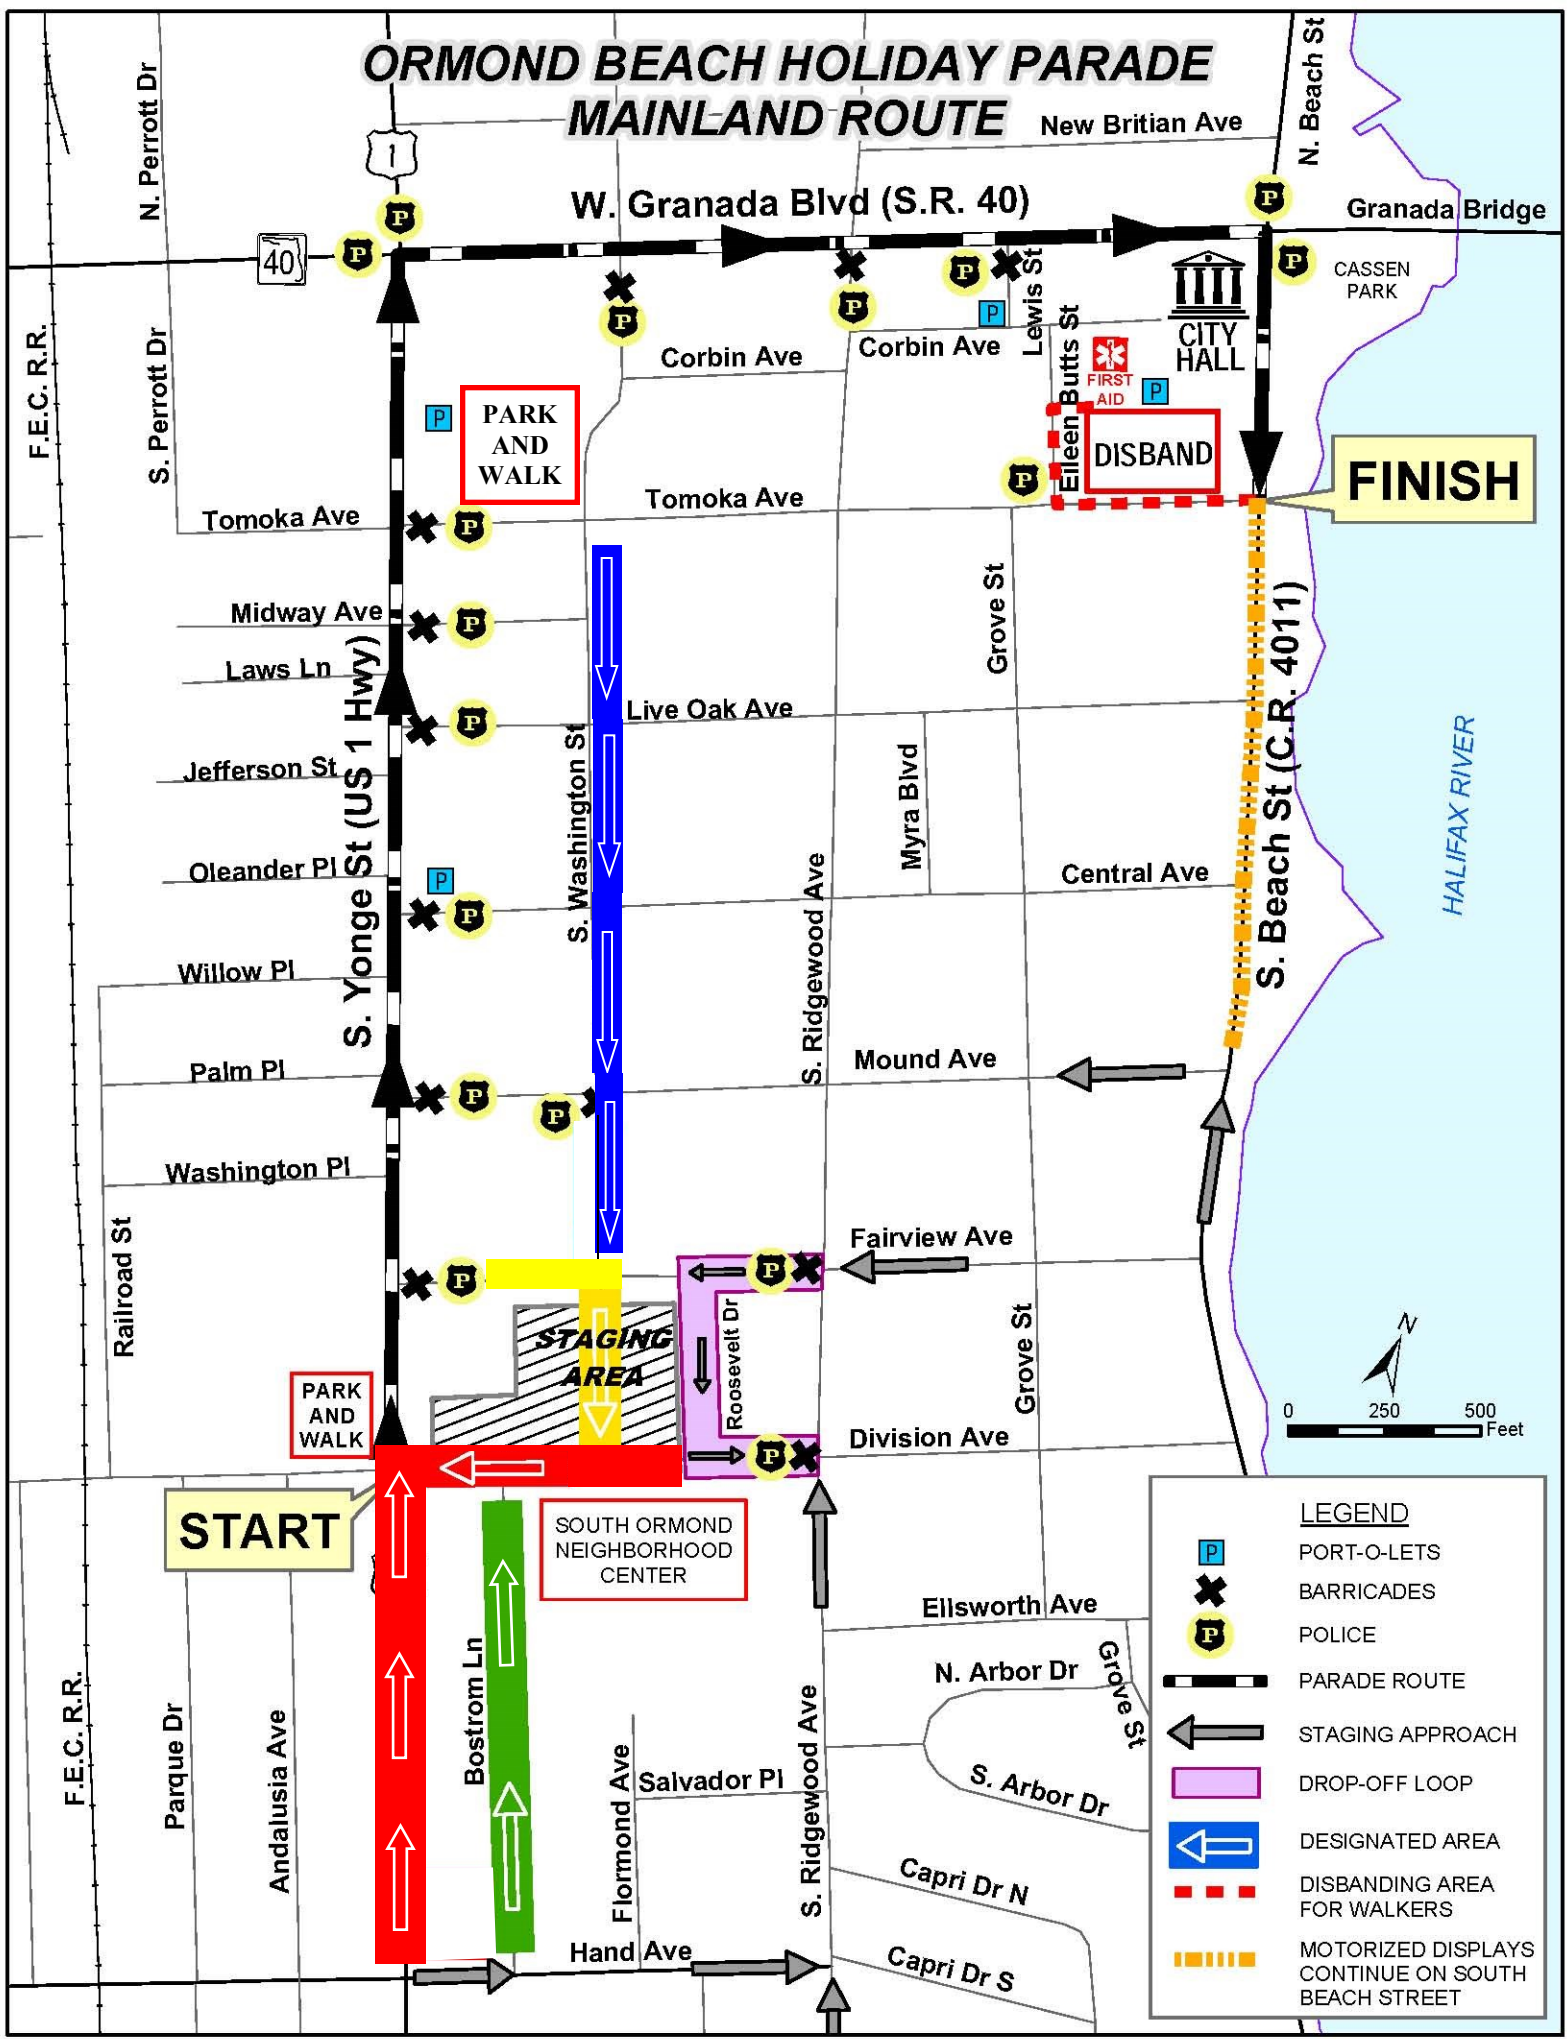 ORMOND BEACH HOLIDAY PARADE
MAINLAND ROUTE
N. Perrott Dr
1
New Britian Ave
N. Beach St
P
W. Granada Blvd (S.R. 40)
P
Granada Bridge
P
40
P
CASSEN
PARK
P
P
P
P
P
Lewis St
CITY
HALL
F.E.C. R.R.
S. Perrott Dr
Corbin Ave
Corbin Ave
Eileen Butts St
FIRST
AID
P
P
PARK
AND
WALK
DISBAND
P
FINISH
Tomoka Ave
P
Tomoka Ave
Midway Ave
P
Grove St
Laws Ln
S. Yonge St (US 1 Hwy)
P
Live Oak Ave
S. Washington St
Jefferson St
Myra Blvd
S. Beach St (C.R. 4011)
HALIFAX RIVER
Oleander Pl
P
P
S. Ridgewood Ave
Central Ave
Willow Pl
Palm Pl
P
P
Mound Ave
Washington Pl
Railroad St
P
P
Fairview Ave
STAGING
AREA
Roosevelt Dr
Grove St
N
PARK
AND
WALK
P
Division Ave
0 250 500
Feet
START
SOUTH ORMOND
NEIGHBORHOOD
CENTER
Ellsworth Ave
F.E.C. R.R.
Parque Dr
Andalusia Ave
Bostrom Ln
Flormond Ave
Salvador Pl
S. Ridgewood Ave
N. Arbor Dr
Grove St
S. Arbor Dr
Capri Dr N
Hand Ave
Capri Dr S
LEGEND
P PORT-O-LETS
BARRICADES
P POLICE
PARADE ROUTE
STAGING APPROACH
DROP-OFF LOOP
DESIGNATED AREA
DISBANDING AREA
FOR WALKERS
MOTORIZED DISPLAYS
CONTINUE ON SOUTH
BEACH STREET